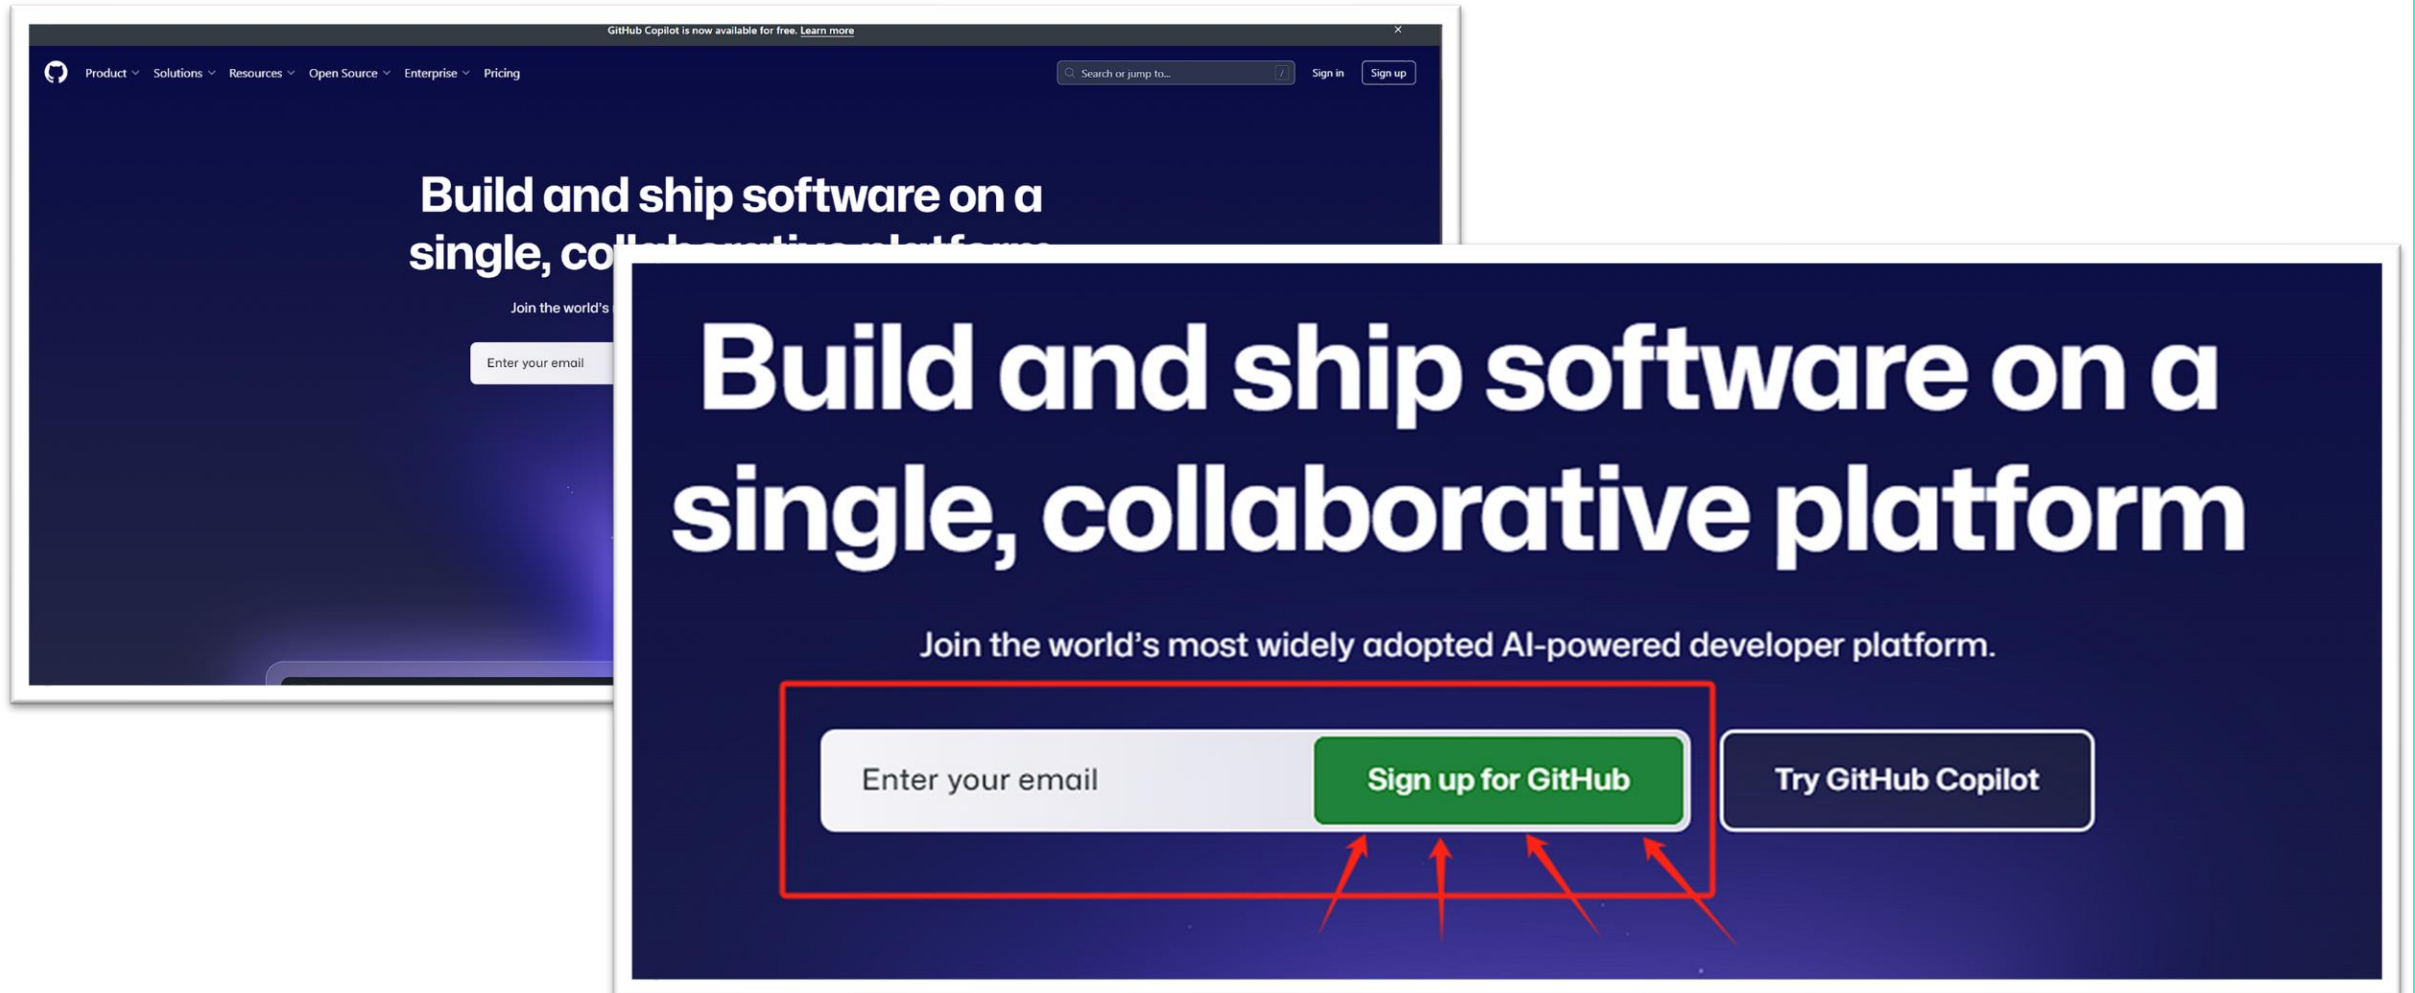 GitHub Copilot is now available for free. Learn more
Product Solutions Resources Open Source Enterprise Pricing
Search or jump to... / Sign in Sign up
Build and ship software on a
single, collaborative platform
Join the world's
Enter your email
Build and ship software on a
single, collaborative platform
Join the world's most widely adopted AI-powered developer platform.
Enter your email Sign up for GitHub Try GitHub Copilot